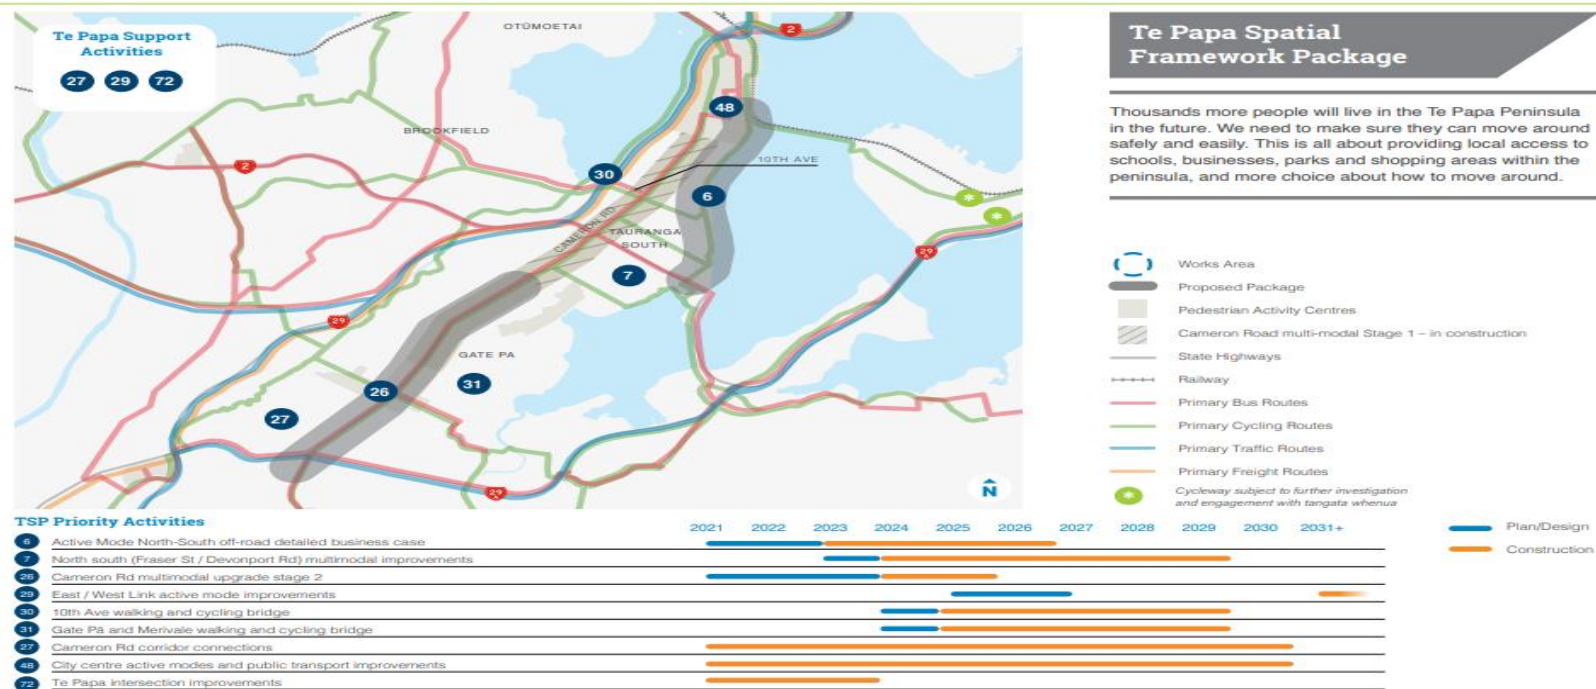 Te Papa Support
Activities
27 29 72
OTŪMOETAI
2
48
BROOKFIELD
10TH AVE
2
30
6
CAMERON RD
TAURANGA
SOUTH
29
7
29
GATE PA
26
31
27
29
N
Te Papa Spatial
Framework Package
Thousands more people will live in the Te Papa Peninsula
in the future. We need to make sure they can move around
safely and easily. This is all about providing local access to
schools, businesses, parks and shopping areas within the
peninsula, and more choice about how to move around.
Works Area
Proposed Package
Pedestrian Activity Centres
Cameron Road multi-modal Stage 1 – in construction
State Highways
Railway
Primary Bus Routes
Primary Cycling Routes
Primary Traffic Routes
Primary Freight Routes
Cycleway subject to further investigation
and engagement with tangata whenua
TSP Priority Activities
2021 2022 2023 2024 2025 2026 2027 2028 2029 2030 2031+
Plan/Design
Construction
6 Active Mode North-South off-road detailed business case
7 North south (Fraser St / Devonport Rd) multimodal improvements
26 Cameron Rd multimodal upgrade stage 2
29 East / West Link active mode improvements
30 10th Ave walking and cycling bridge
31 Gate Pā and Merivale walking and cycling bridge
27 Cameron Rd corridor connections
48 City centre active modes and public transport improvements
72 Te Papa intersection improvements